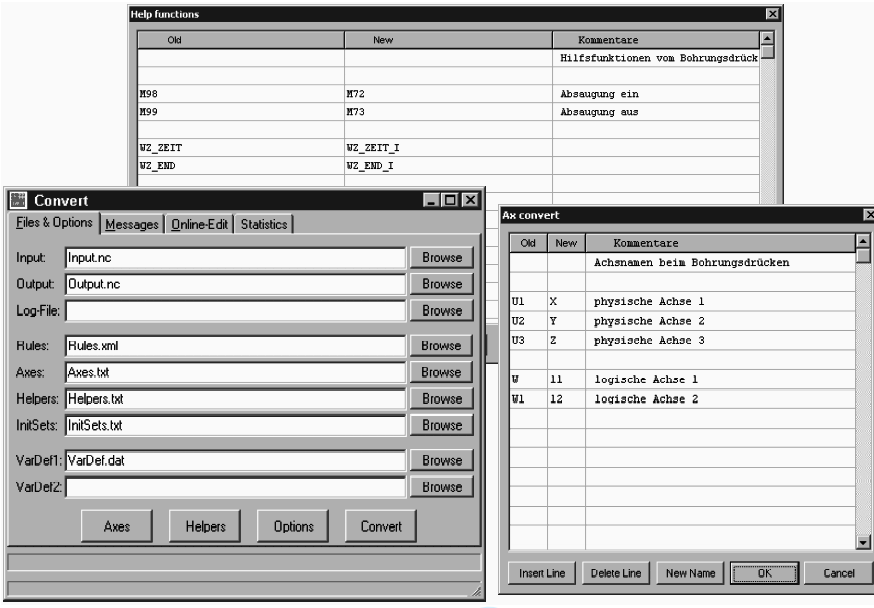 Help functions
Old New Kommentare
Hilfsfunktionen vom Bohrungsdrück
M98 M72 Absaugung ein
M99 M73 Absaugung aus
WZ_ZEIT WZ_ZEIT_I
WZ_END WZ_END_I
Convert
Files & Options Messages Online-Edit Statistics
Input: Input.nc Browse
Output: Output.nc Browse
Log-File: Browse
Rules: Rules.xml Browse
Axes: Axes.txt Browse
Helpers: Helpers.txt Browse
InitSets: InitSets.txt Browse
VarDef1: VarDef.dat Browse
VarDef2: Browse
Axes Helpers Options Convert
Ax convert
Old New Kommentare
Achsnamen beim Bohrungsdrücken
U1 X physische Achse 1
U2 Y physische Achse 2
U3 Z physische Achse 3
W 11 logische Achse 1
W1 12 logische Achse 2
Insert Line Delete Line New Name OK Cancel